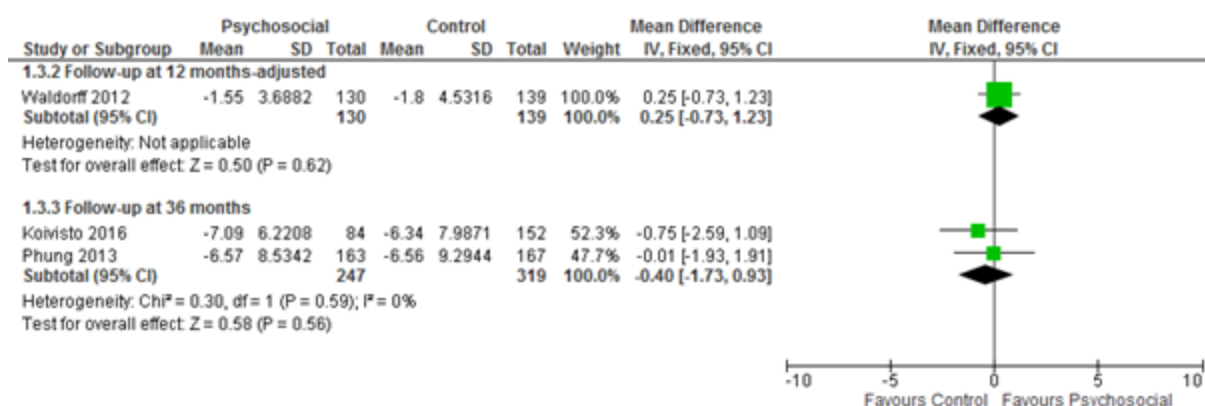 Psychosocial Control Mean Difference Mean Difference
Study or Subgroup Mean SD Total Mean SD Total Weight IV, Fixed, 95% CI IV, Fixed, 95% CI
1.3.2 Follow-up at 12 months-adjusted
Waldorff 2012 -1.55 3.6882 130 -1.8 4.5316 139 100.0% 0.25 [-0.73, 1.23]
Subtotal (95% CI) 130 139 100.0% 0.25 [-0.73, 1.23]
Heterogeneity: Not applicable
Test for overall effect: Z = 0.50 (P = 0.62)
1.3.3 Follow-up at 36 months
Koivisto 2016 -7.09 6.2208 84 -6.34 7.9871 152 52.3% -0.75 [-2.59, 1.09]
Phung 2013 -6.57 8.5342 163 -6.56 9.2944 167 47.7% -0.01 [-1.93, 1.91]
Subtotal (95% CI) 247 319 100.0% -0.40 [-1.73, 0.93]
Heterogeneity: Chi² = 0.30, df = 1 (P = 0.59); I² = 0%
Test for overall effect: Z = 0.58 (P = 0.56)
-10 -5 0 5 10
Favours Control Favours Psychosocial